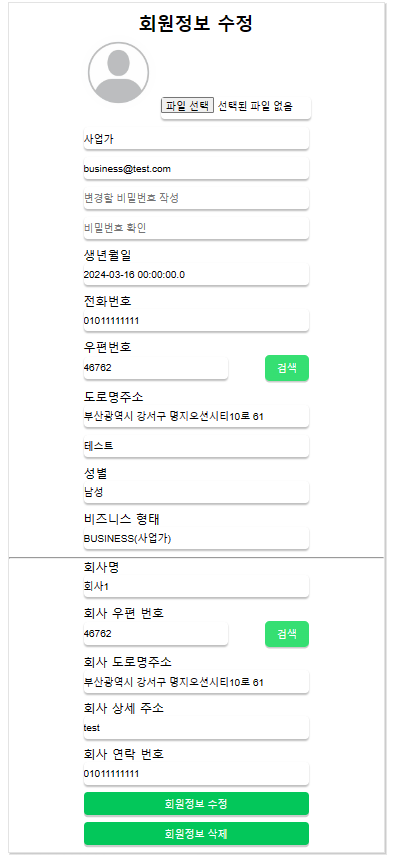 회원정보 수정
파일 선택 선택된 파일 없음
사업가
business@test.com
변경할 비밀번호 작성
비밀번호 확인
생년월일
2024-03-16 00:00:00.0
전화번호
01011111111
우편번호
46762 검색
도로명주소
부산광역시 강서구 명지오션시티10로 61
테스트
성별
남성
비즈니스 형태
BUSINESS(사업가)
회사명
회사1
회사 우편 번호
46762 검색
회사 도로명주소
부산광역시 강서구 명지오션시티10로 61
회사 상세 주소
test
회사 연락 번호
01011111111
회원정보 수정
회원정보 삭제